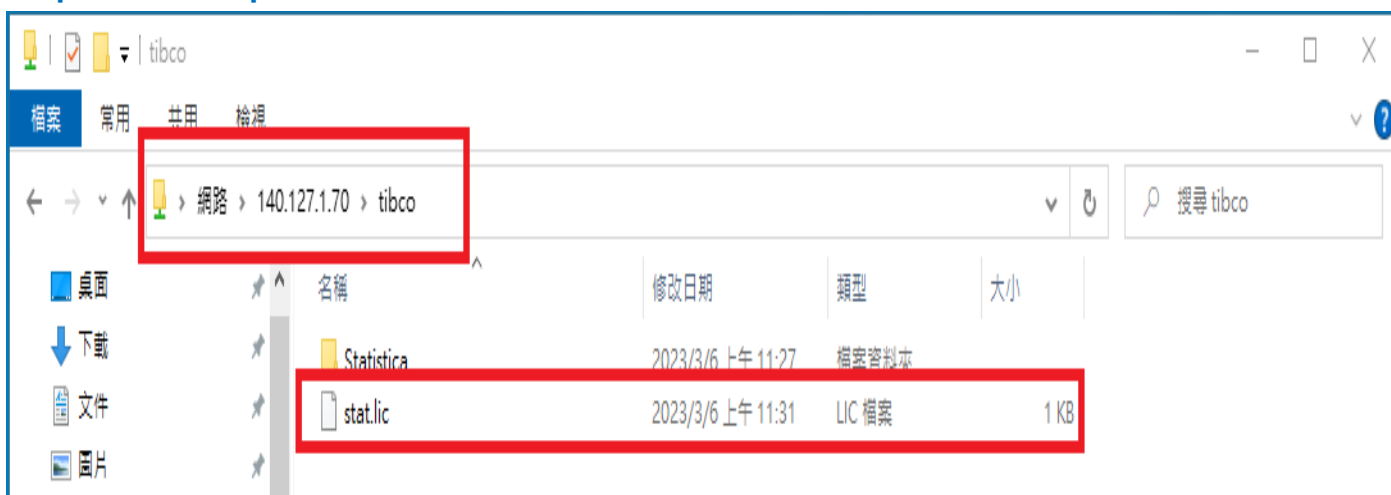 tibco
檔案 常用 共用 檢視
網路 › 140.127.1.70 › tibco 搜尋 tibco
桌面 名稱 修改日期 類型 大小
下載 Statistica 2023/3/6 上午 11:27 檔案資料夾
文件 stat.lic 2023/3/6 上午 11:31 LIC 檔案 1 KB
圖片